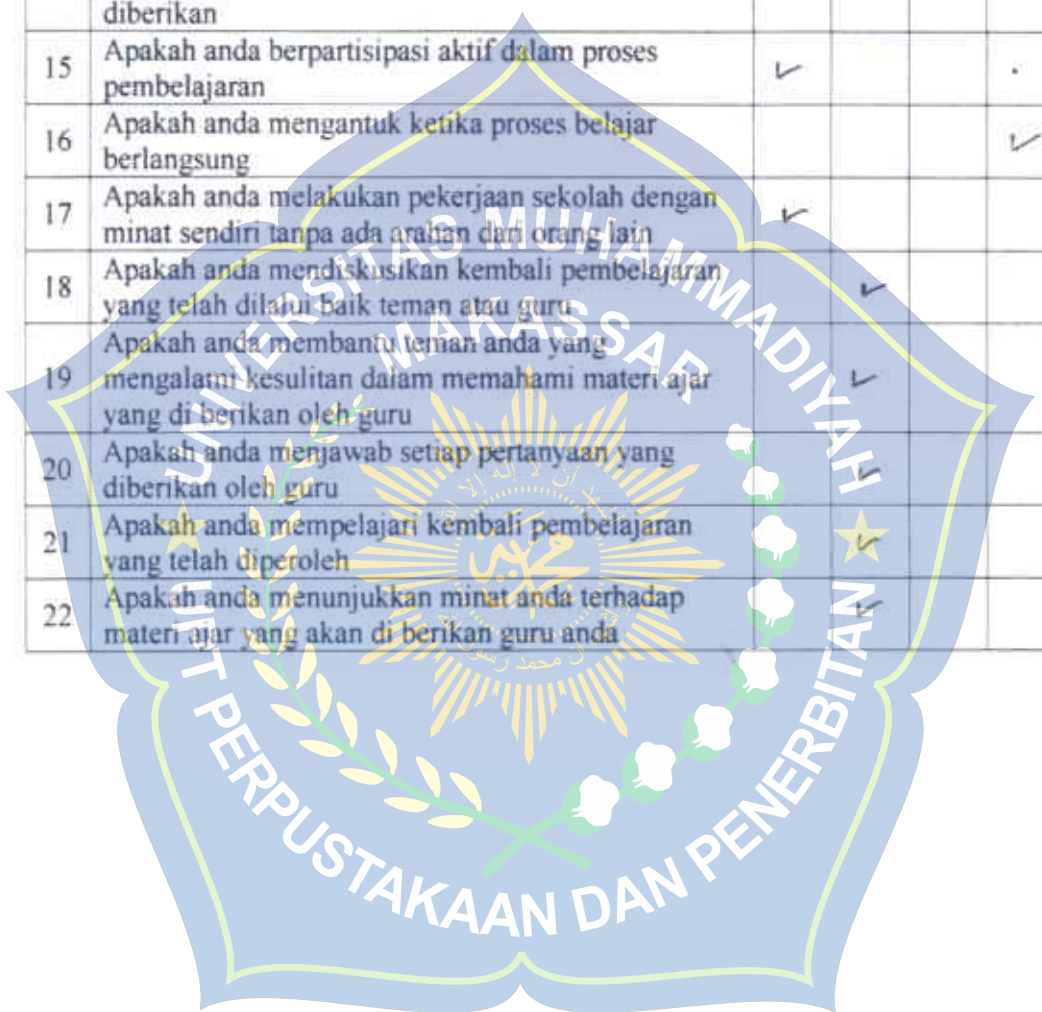 diberikan
15 Apakah anda berpartisipasi aktif dalam proses
pembelajaran ✓
16 Apakah anda mengantuk ketika proses belajar
berlangsung ✓
17 Apakah anda melakukan pekerjaan sekolah dengan
minat sendiri tanpa ada arahan dari orang lain ✓
18 Apakah anda mendiskusikan kembali pembelajaran
yang telah dilalui baik teman atau guru ✓
19 Apakah anda membantu teman anda yang
mengalami kesulitan dalam memahami materi ajar
yang di berikan oleh guru ✓
20 Apakah anda menjawab setiap pertanyaan yang
diberikan oleh guru ✓
21 Apakah anda mempelajari kembali pembelajaran
yang telah diperoleh ✓
22 Apakah anda menunjukkan minat anda terhadap
materi ajar yang akan di berikan guru anda ✓
UNIVERSITAS MUHAMMADIYAH
MAKASSAR
UPT PERPUSTAKAAN DAN PENERBITAN